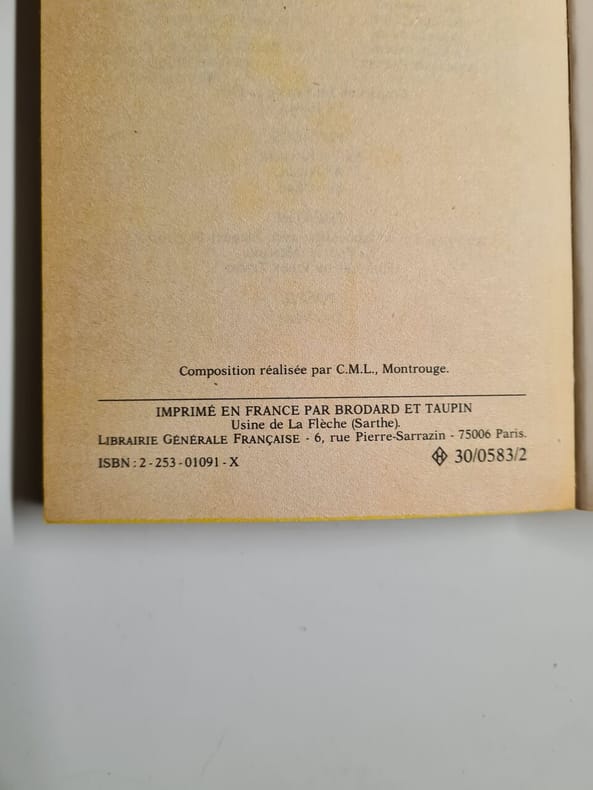 Composition réalisée par C.M.L., Montrouge.
IMPRIMÉ EN FRANCE PAR BRODARD ET TAUPIN
Usine de La Flèche (Sarthe).
LIBRAIRIE GÉNÉRALE FRANÇAISE - 6, rue Pierre-Sarrazin - 75006 Paris.
ISBN : 2 - 253 - 01091 - X
30/0583/2